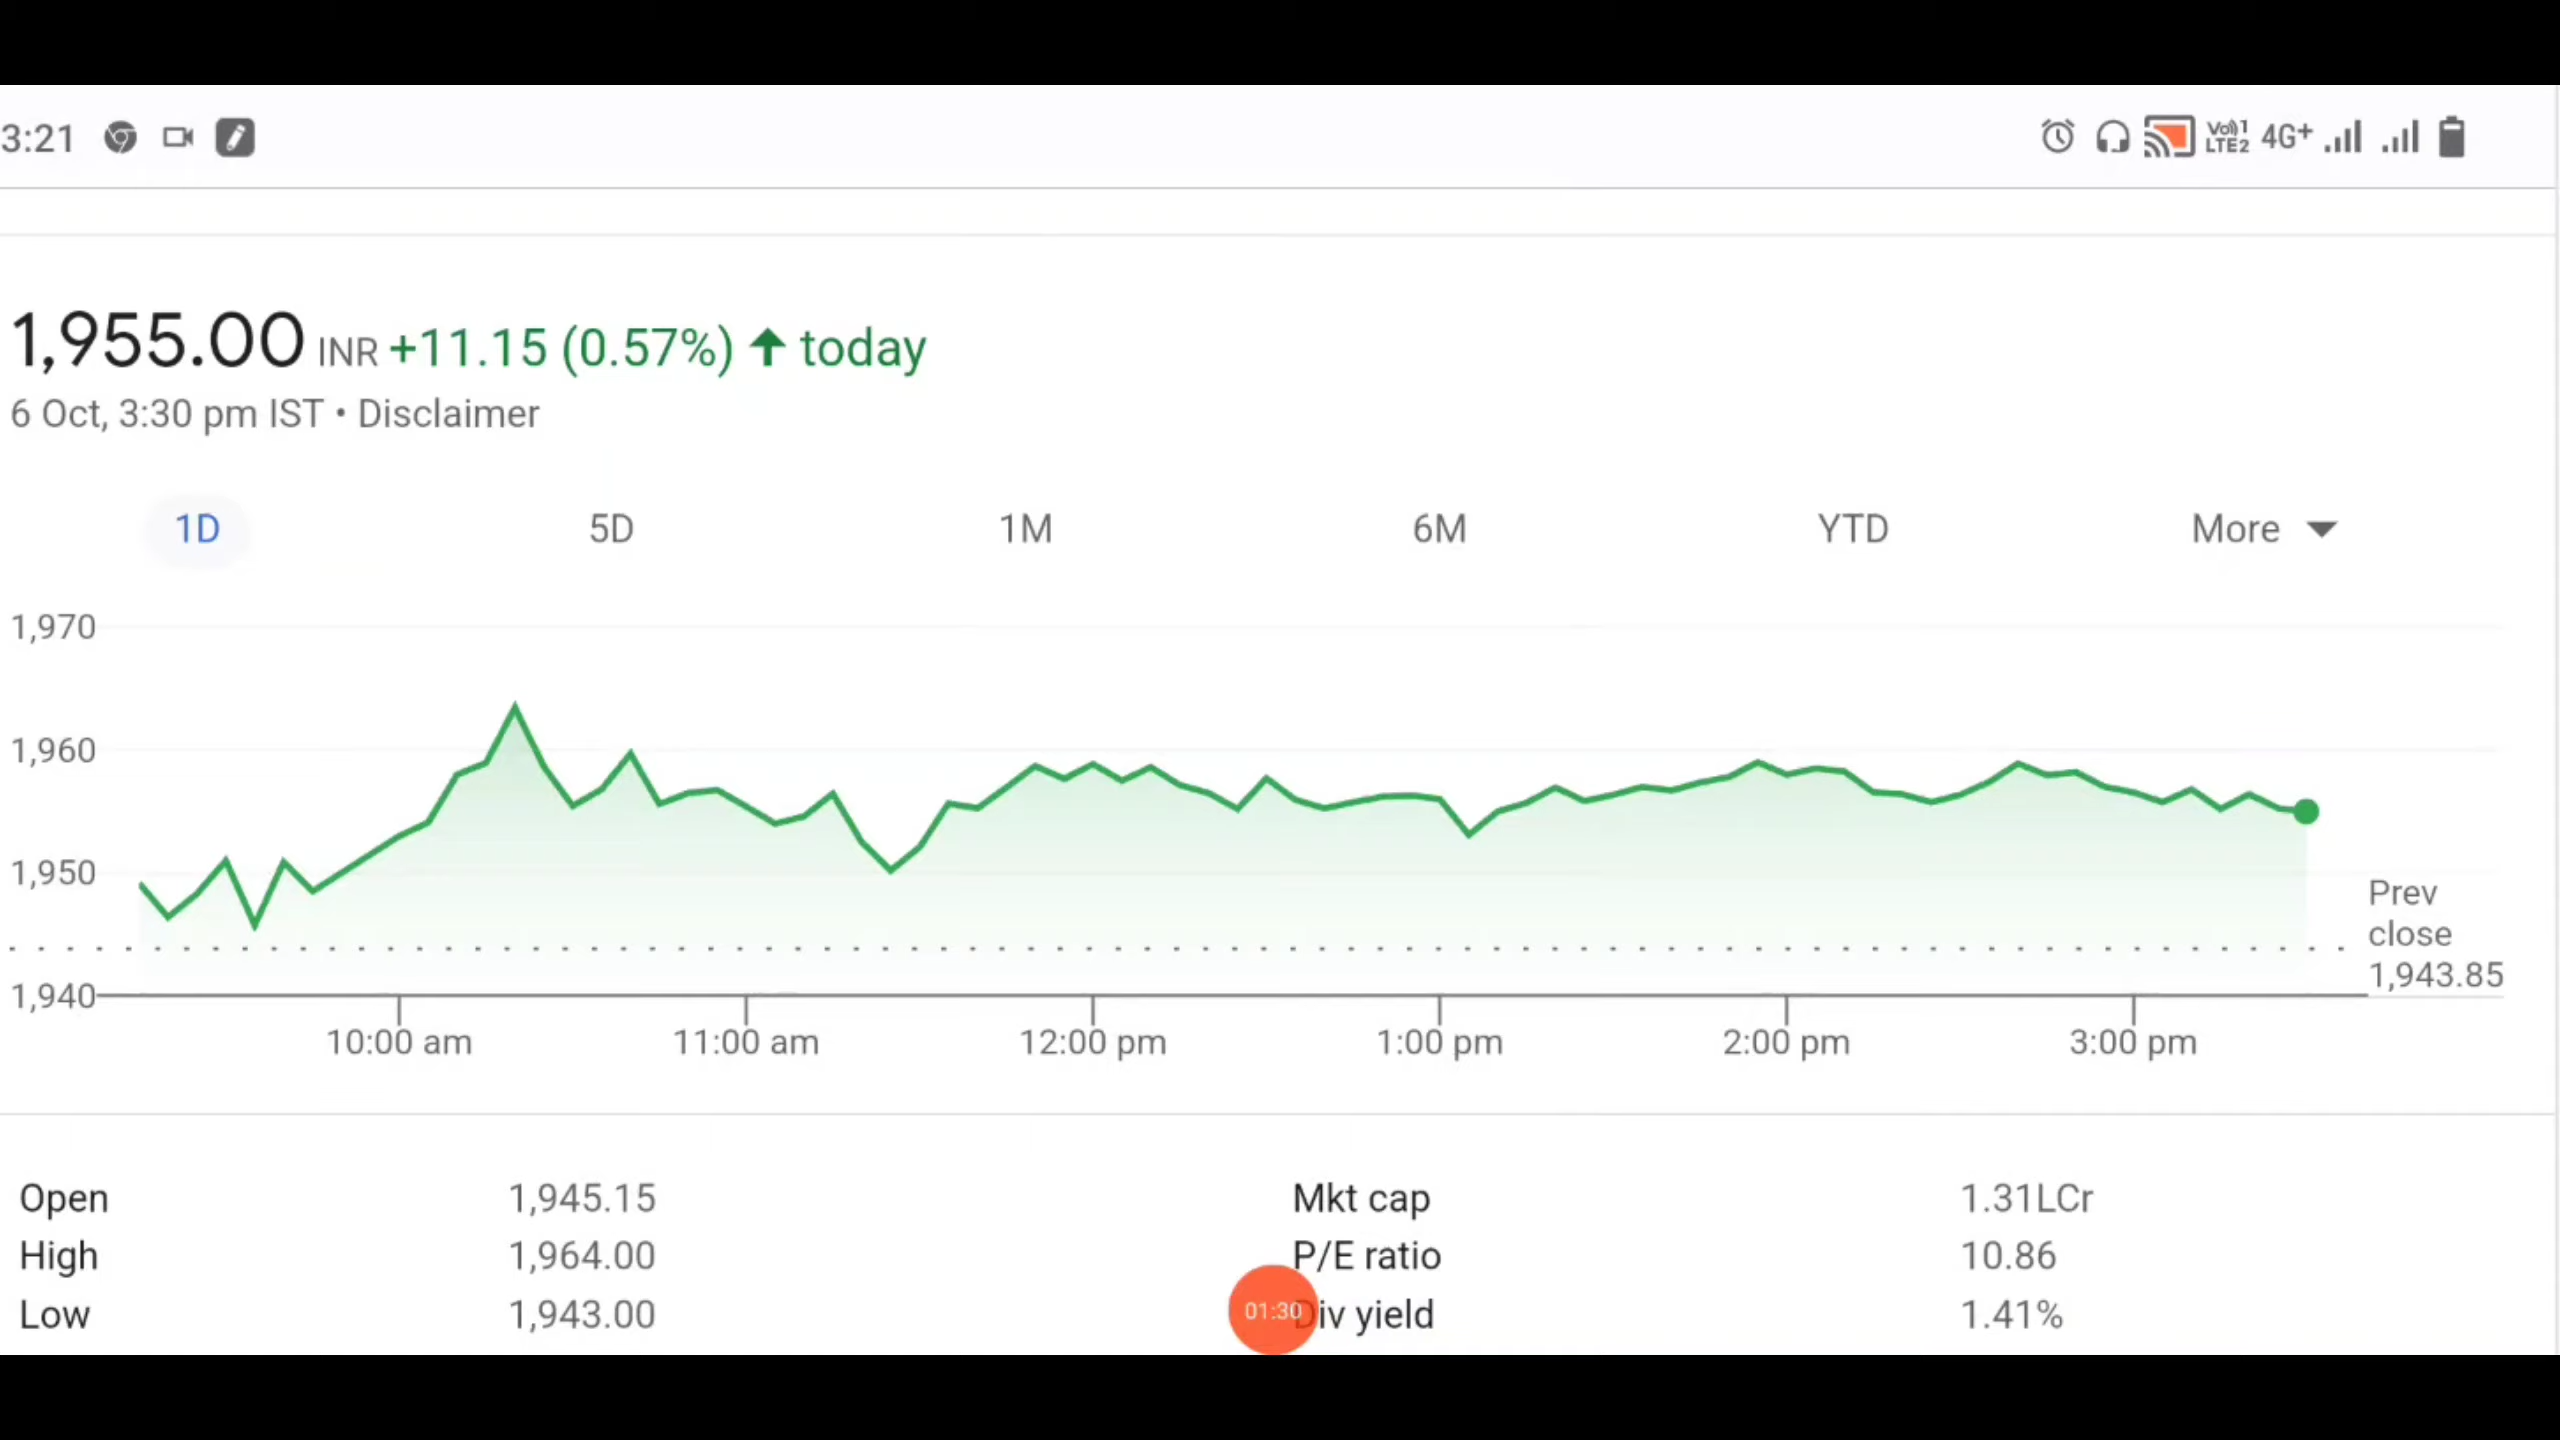 3:21 Vo))1 LTE2 4G+
1,955.00 INR +11.15 (0.57%) ↑ today
6 Oct, 3:30 pm IST • Disclaimer
1D 5D 1M 6M YTD More
1,970
1,960
1,950
1,940
Prev
close
1,943.85
10:00 am 11:00 am 12:00 pm 1:00 pm 2:00 pm 3:00 pm
Open 1,945.15 Mkt cap 1.31LCr
High 1,964.00 P/E ratio 10.86
Low 1,943.00 01:30 Div yield 1.41%